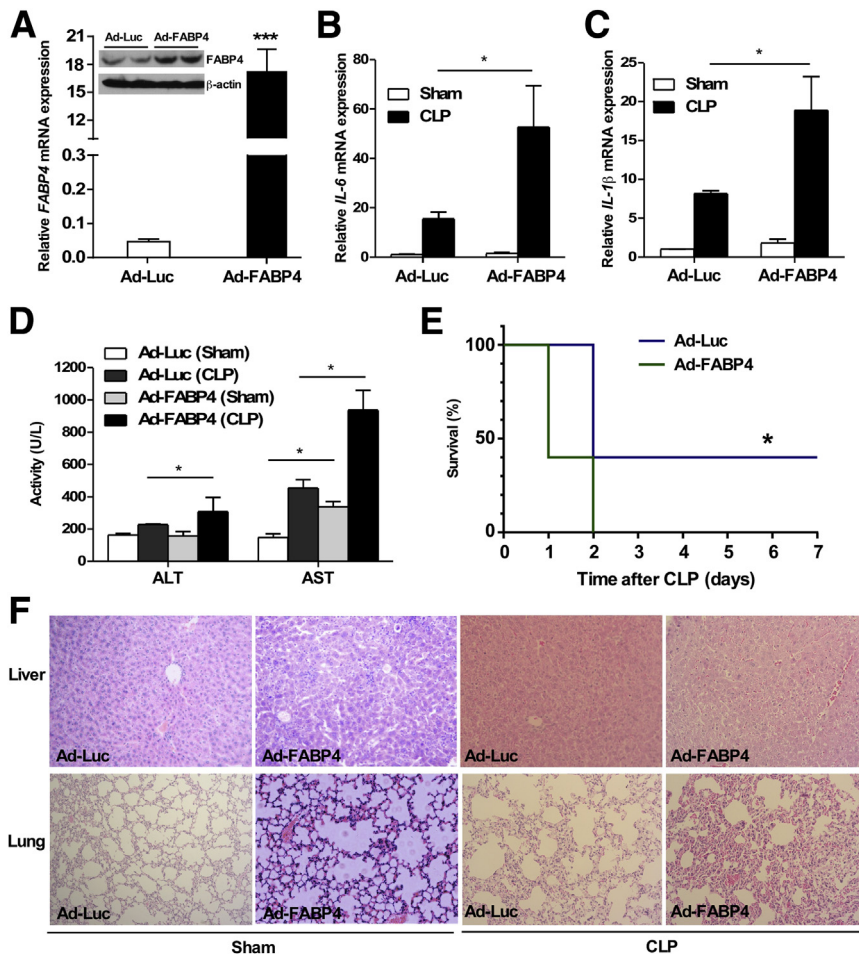 A
Ad-Luc Ad-FABP4
FABP4
β-actin
***
Relative FABP4 mRNA expression
21
18
15
12
0.3
0.2
0.1
0.0
Ad-Luc Ad-FABP4
B
*
Sham
CLP
Relative IL-6 mRNA expression
80
60
40
20
0
Ad-Luc Ad-FABP4
C
*
Sham
CLP
Relative IL-1β mRNA expression
25
20
15
10
5
0
Ad-Luc Ad-FABP4
D
Ad-Luc (Sham)
Ad-Luc (CLP)
Ad-FABP4 (Sham)
Ad-FABP4 (CLP)
*
*
*
Activity (U/L)
1200
1000
800
600
400
200
0
ALT AST
E
Ad-Luc
Ad-FABP4
*
Survival (%)
100
40
0
0 1 2 3 4 5 6 7
Time after CLP (days)
F
Liver
Ad-Luc Ad-FABP4 Ad-Luc Ad-FABP4
Lung
Ad-Luc Ad-FABP4 Ad-Luc Ad-FABP4
Sham CLP